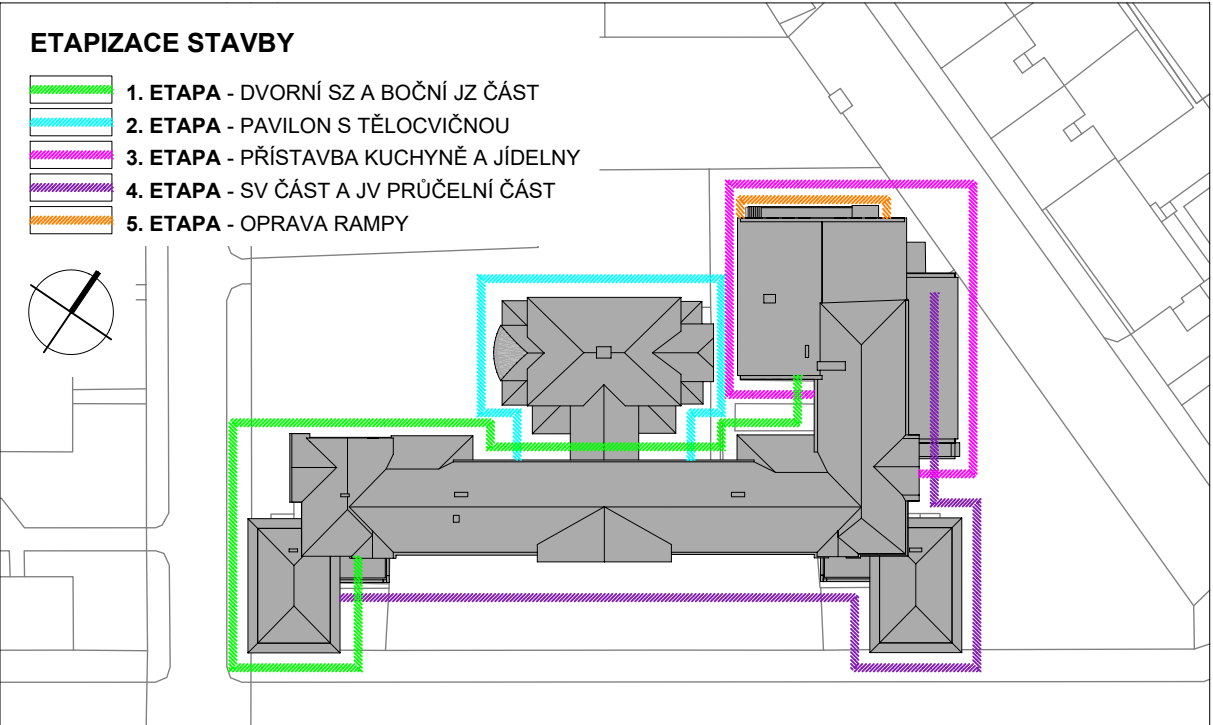 ETAPIZACE STAVBY
1. ETAPA - DVORNÍ SZ A BOČNÍ JZ ČÁST
2. ETAPA - PAVILON S TĚLOCVIČNOU
3. ETAPA - PŘÍSTAVBA KUCHYNĚ A JÍDELNY
4. ETAPA - SV ČÁST A JV PRŮČELNÍ ČÁST
5. ETAPA - OPRAVA RAMPY